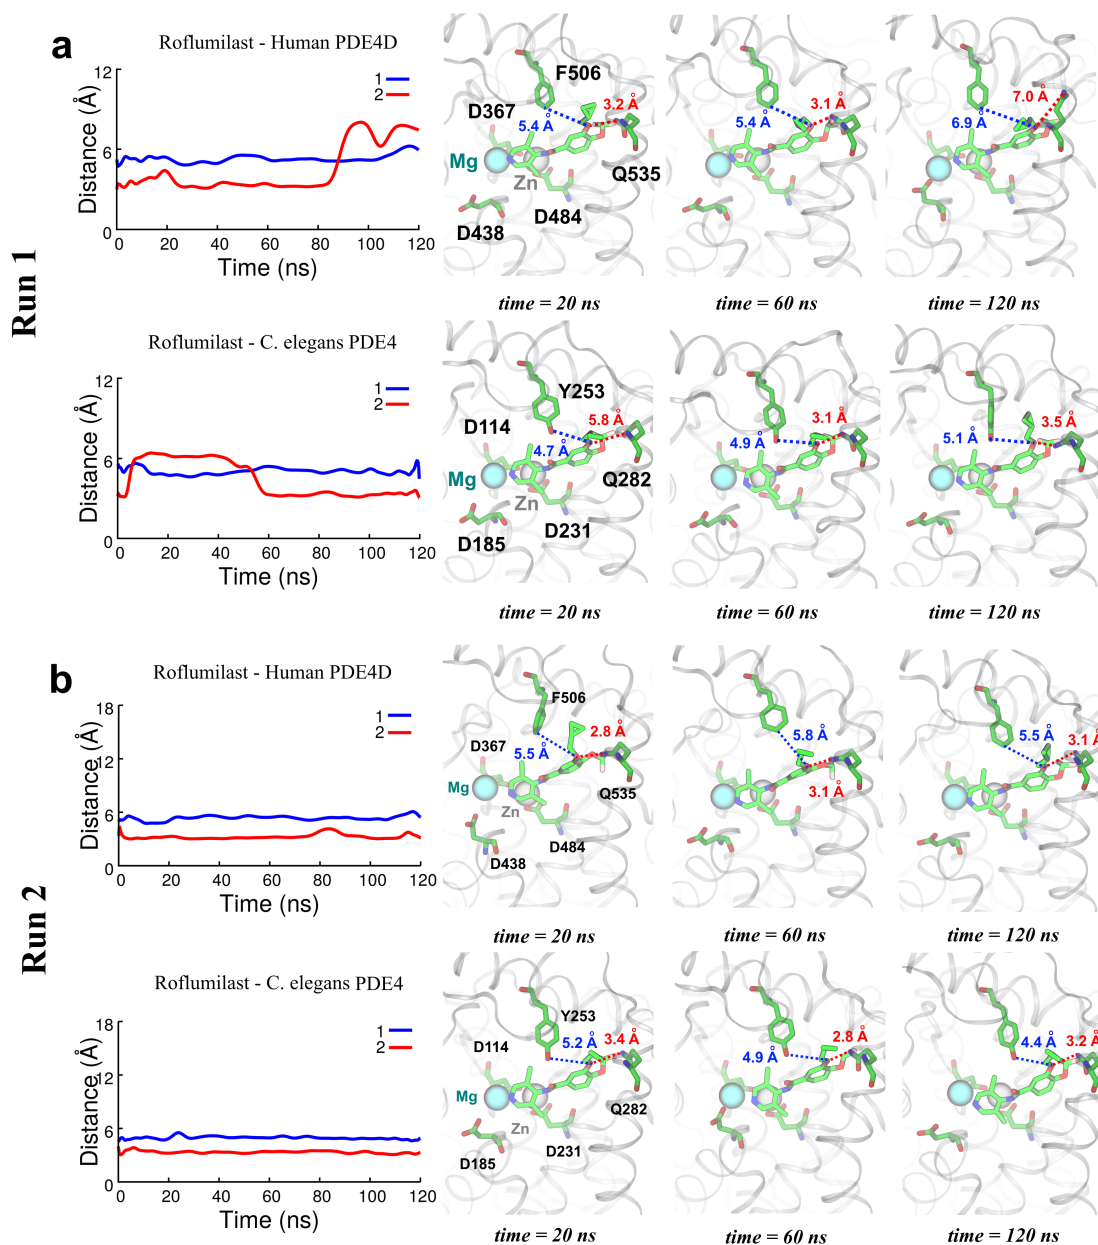 a
Run 1
Roflumilast - Human PDE4D
12
6
0
Distance (Å)
1
2
0 20 40 60 80 100 120
Time (ns)
F506
D367
3.2 Å
5.4 Å
Mg
Zn
Q535
D484
D438
time = 20 ns
3.1 Å
5.4 Å
time = 60 ns
7.0 Å
6.9 Å
time = 120 ns
Roflumilast - C. elegans PDE4
12
6
0
Distance (Å)
1
2
0 20 40 60 80 100 120
Time (ns)
Y253
5.8 Å
D114
4.7 Å
Mg
Zn
Q282
D231
D185
time = 20 ns
3.1 Å
4.9 Å
time = 60 ns
3.5 Å
5.1 Å
time = 120 ns
b
Run 2
Roflumilast - Human PDE4D
18
12
6
0
Distance (Å)
1
2
0 20 40 60 80 100 120
Time (ns)
F506
2.8 Å
D367
5.5 Å
Mg
Zn
Q535
D484
D438
time = 20 ns
5.8 Å
3.1 Å
time = 60 ns
5.5 Å
3.1 Å
time = 120 ns
Roflumilast - C. elegans PDE4
18
12
6
0
Distance (Å)
1
2
0 20 40 60 80 100 120
Time (ns)
Y253
5.2 Å
3.4 Å
D114
Mg
Zn
Q282
D231
D185
time = 20 ns
2.8 Å
4.9 Å
time = 60 ns
4.4 Å
3.2 Å
time = 120 ns